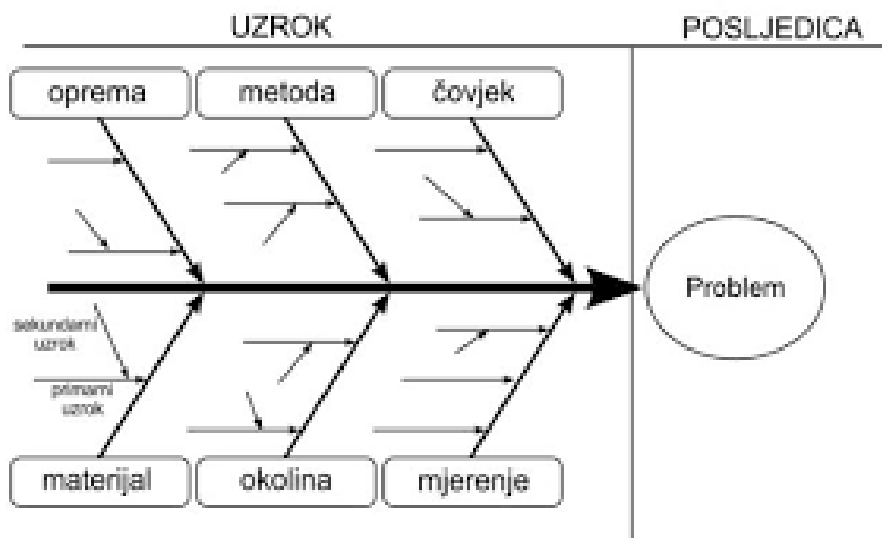 UZROK
POSLJEDICA
oprema
metoda
čovjek
Problem
sekundarni
uzrok
primarni
uzrok
materijal
okolina
mjerenje